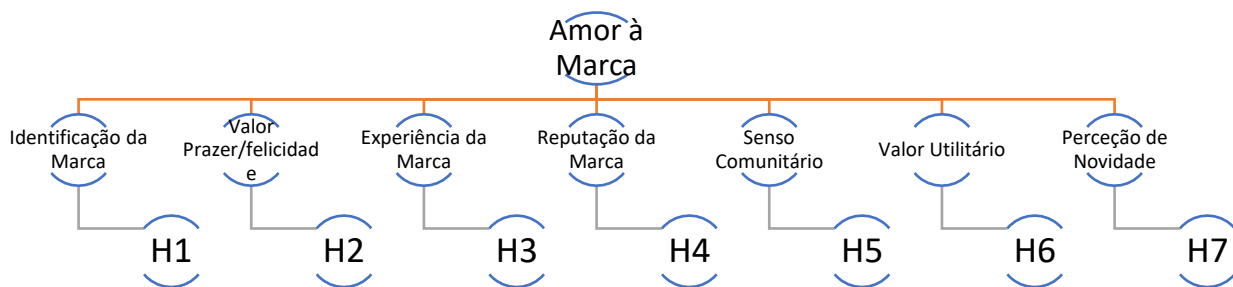 Amor à
Marca
Identificação da
Marca
Valor
Prazer/felicidad
e
Experiência da
Marca
Reputação da
Marca
Senso
Comunitário
Valor Utilitário
Perceção de
Novidade
H1
H2
H3
H4
H5
H6
H7